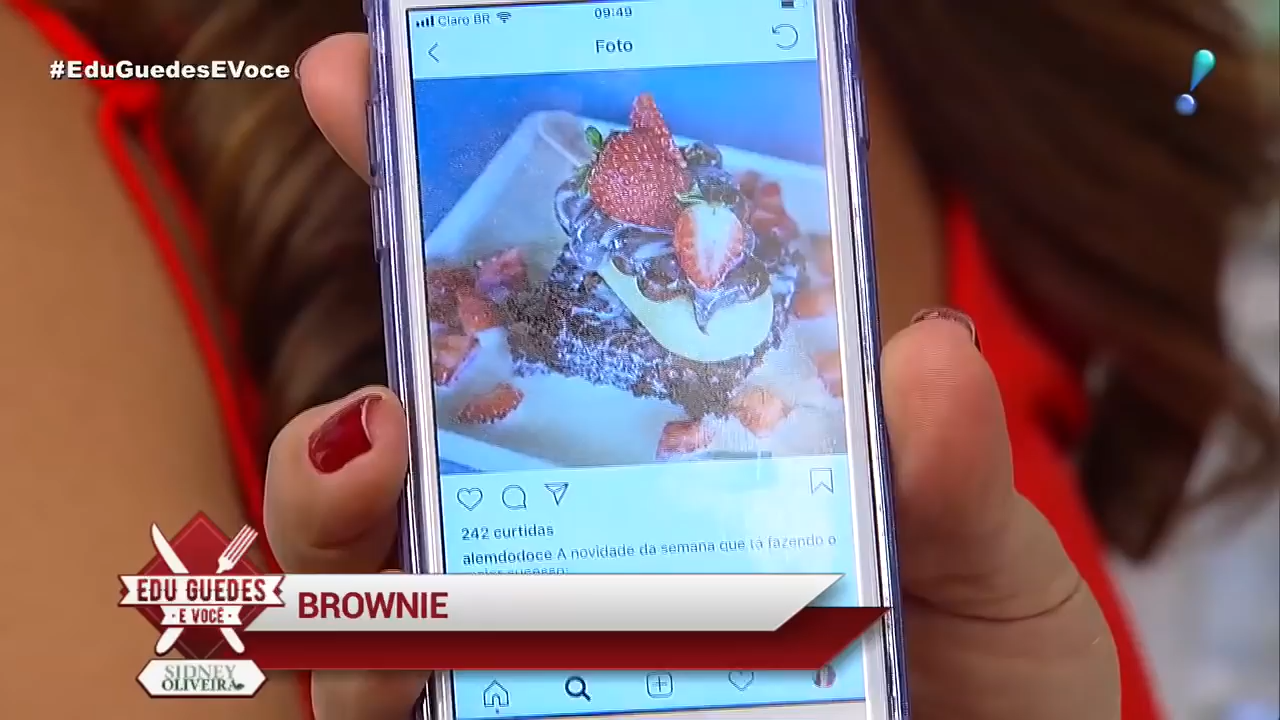 Claro BR
09:49
Foto
#EduGuedesEVoce
242 curtidas
alemdodoce A novidade da semana que tá fazendo o
sucesso:
EDU GUEDES
· E VOCÊ ·
BROWNIE
SIDNEY
OLIVEIRA